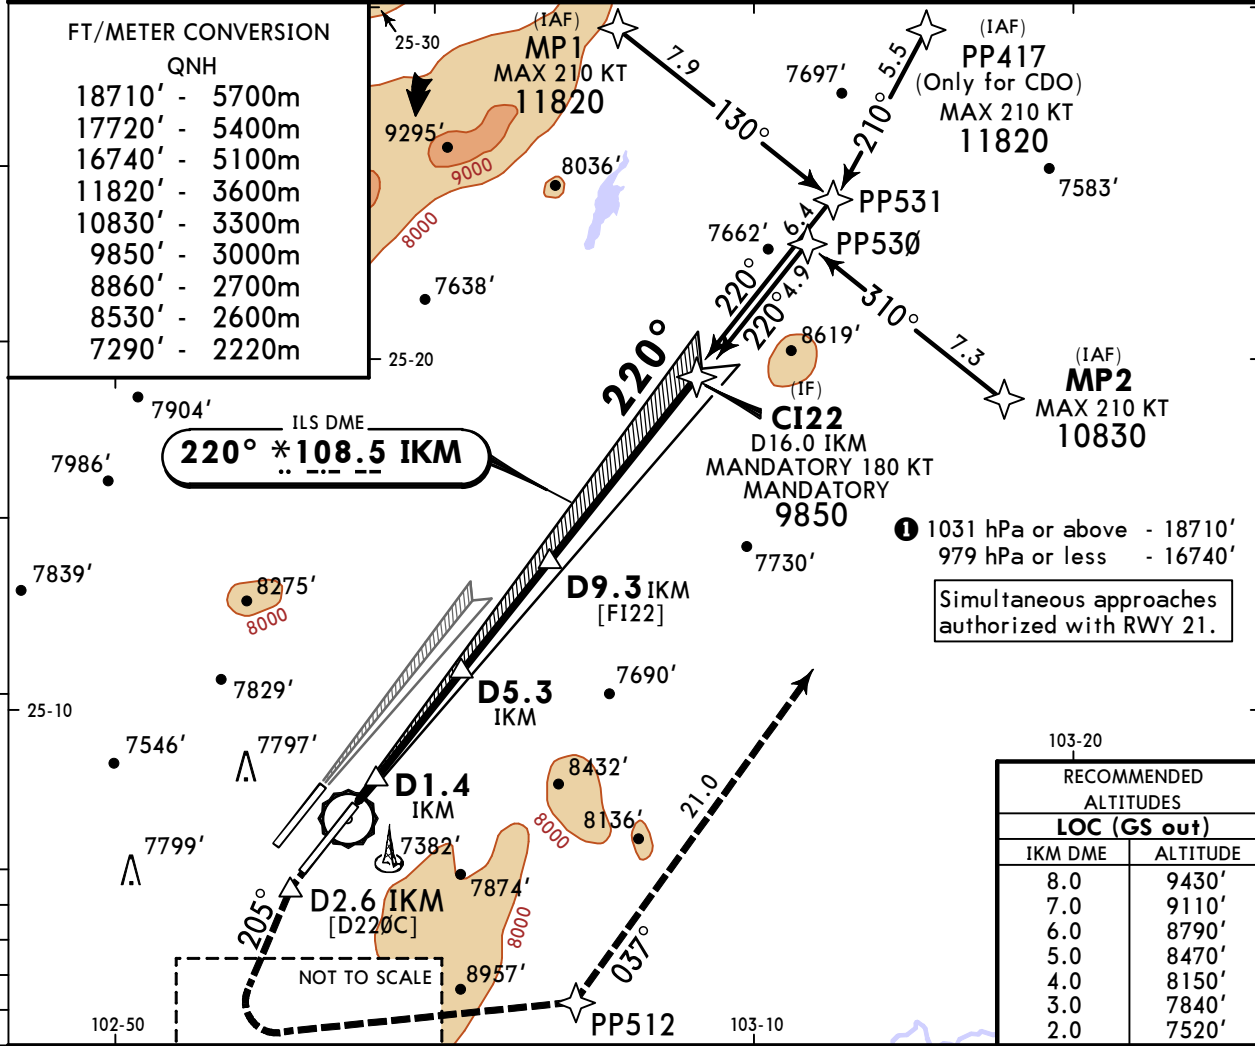 FT/METER CONVERSION
QNH
18710' - 5700m
17720' - 5400m
16740' - 5100m
11820' - 3600m
10830' - 3300m
9850' - 3000m
8860' - 2700m
8530' - 2600m
7290' - 2220m
25-30
9295'
9000
8000
(IAF)
MP1
MAX 210 KT
11820
7.9
130°
8036'
7697'
5.5
210°
(IAF)
PP417
(Only for CDO)
MAX 210 KT
11820
7583'
PP531
6.4
7662'
PP530
7638'
220°
220° 4.9
310°
7.3
25-20
220°
8619'
(IAF)
MP2
MAX 210 KT
10830
(IF)
CI22
D16.0 IKM
MANDATORY 180 KT
MANDATORY
9850
7904'
ILS DME
220° *108.5 IKM
7986'
1 1031 hPa or above - 18710'
979 hPa or less - 16740'
7730'
7839'
8275'
8000
D9.3 IKM
[FI22]
Simultaneous approaches
authorized with RWY 21.
7829'
D5.3
IKM
7690'
25-10
7546'
7797'
D1.4
IKM
8432'
8000
8136'
21.0
103-20
7799'
7382'
7874'
8000
D2.6 IKM
[D220C]
205°
NOT TO SCALE
8957'
037°
PP512
102-50
103-10
RECOMMENDED
ALTITUDES
LOC (GS out)
IKM DME ALTITUDE
8.0 9430'
7.0 9110'
6.0 8790'
5.0 8470'
4.0 8150'
3.0 7840'
2.0 7520'